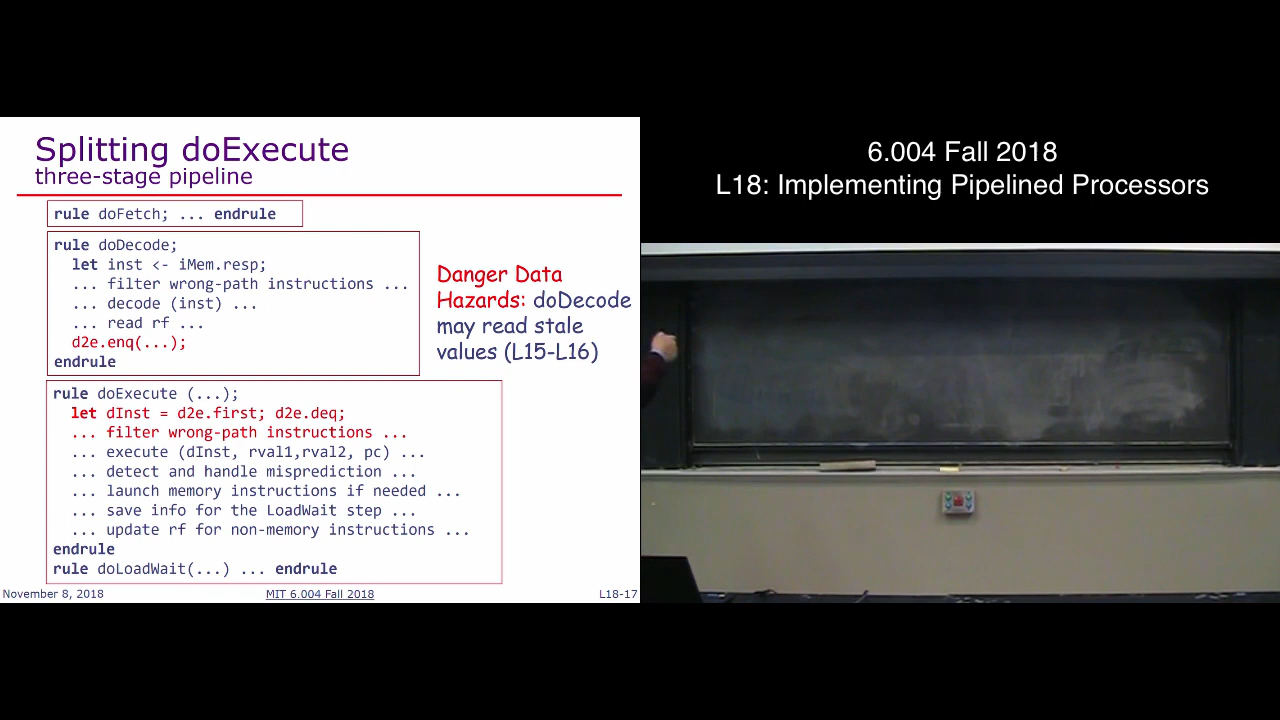 Splitting doExecute
three-stage pipeline
rule doFetch; ... endrule
rule doDecode;
let inst <- iMem.resp;
... filter wrong-path instructions ...
... decode (inst) ...
... read rf ...
d2e.enq(...);
endrule
Danger Data
Hazards: doDecode
may read stale
values (L15-L16)
rule doExecute (...);
let dInst = d2e.first; d2e.deq;
... filter wrong-path instructions ...
... execute (dInst, rval1,rval2, pc) ...
... detect and handle misprediction ...
... launch memory instructions if needed ...
... save info for the LoadWait step ...
... update rf for non-memory instructions ...
endrule
rule doLoadWait(...) ... endrule
November 8, 2018
MIT 6.004 Fall 2018
L18-17
6.004 Fall 2018
L18: Implementing Pipelined Processors